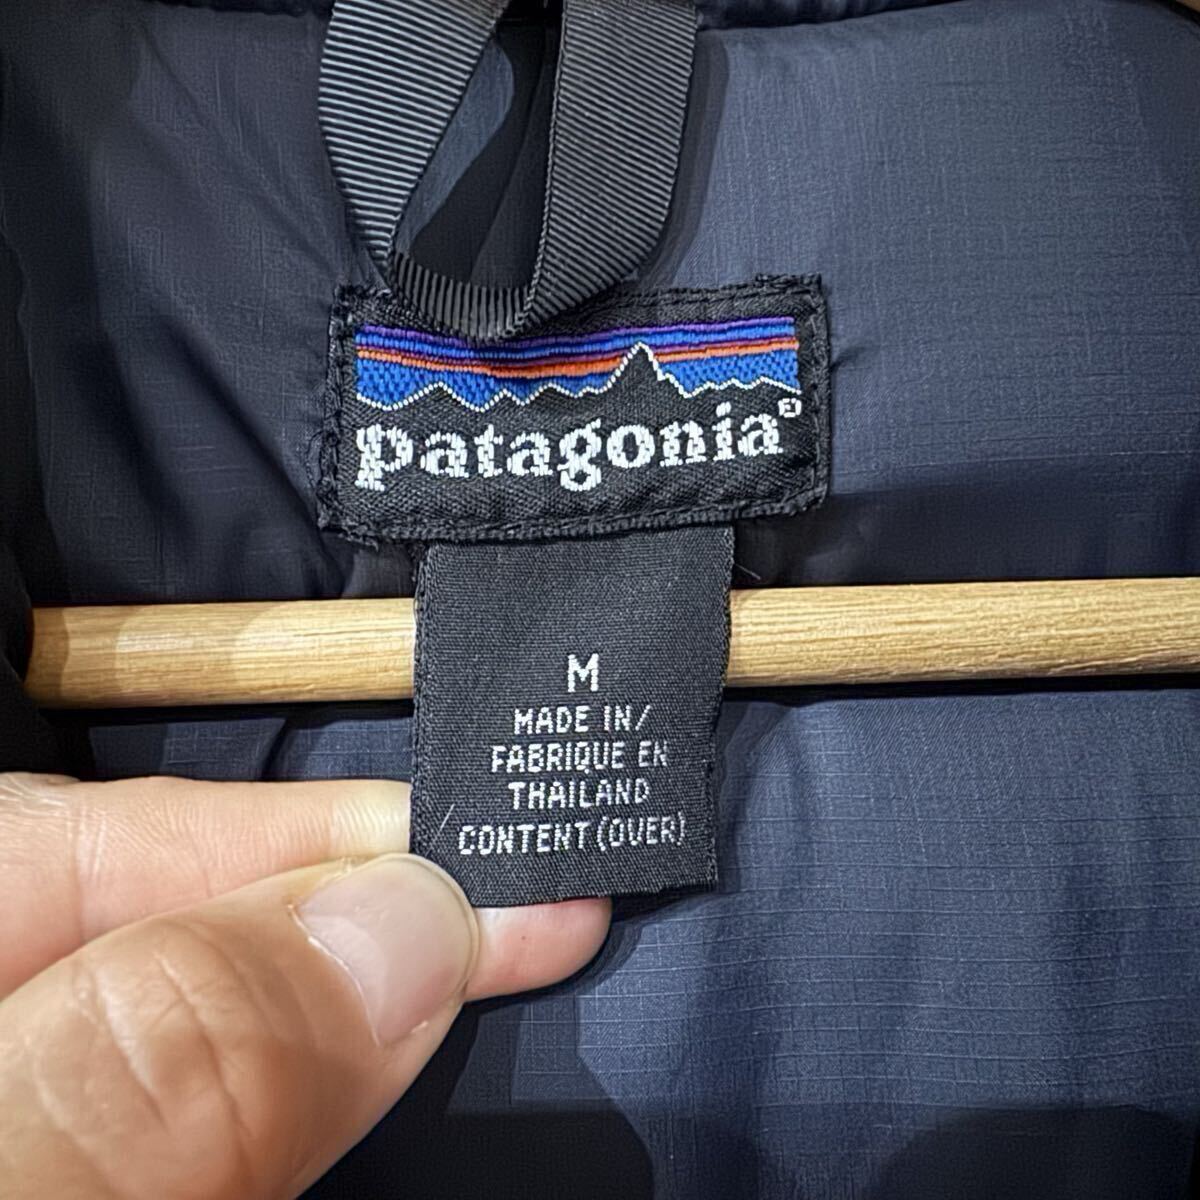 patagonia®
M
MADE IN/
FABRIQUE EN
THAILAND
CONTENT (OVER)